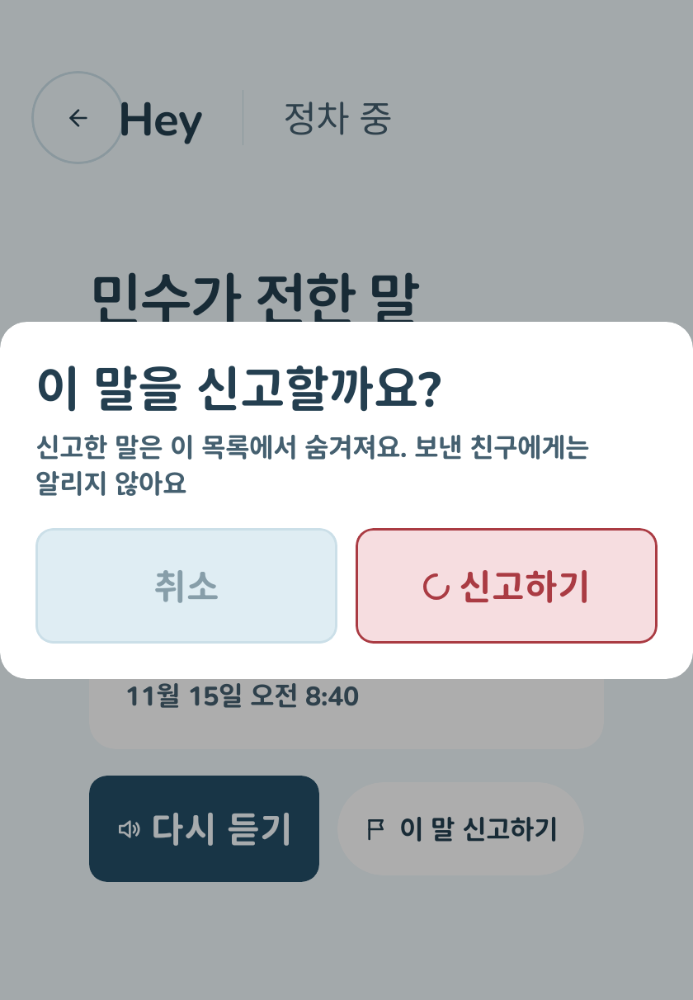 Hey
정차 중
민수가 전한 말
이 말을 신고할까요?
신고한 말은 이 목록에서 숨겨져요. 보낸 친구에게는
알리지 않아요
취소
신고하기
11월 15일 오전 8:40
다시 듣기
이 말 신고하기